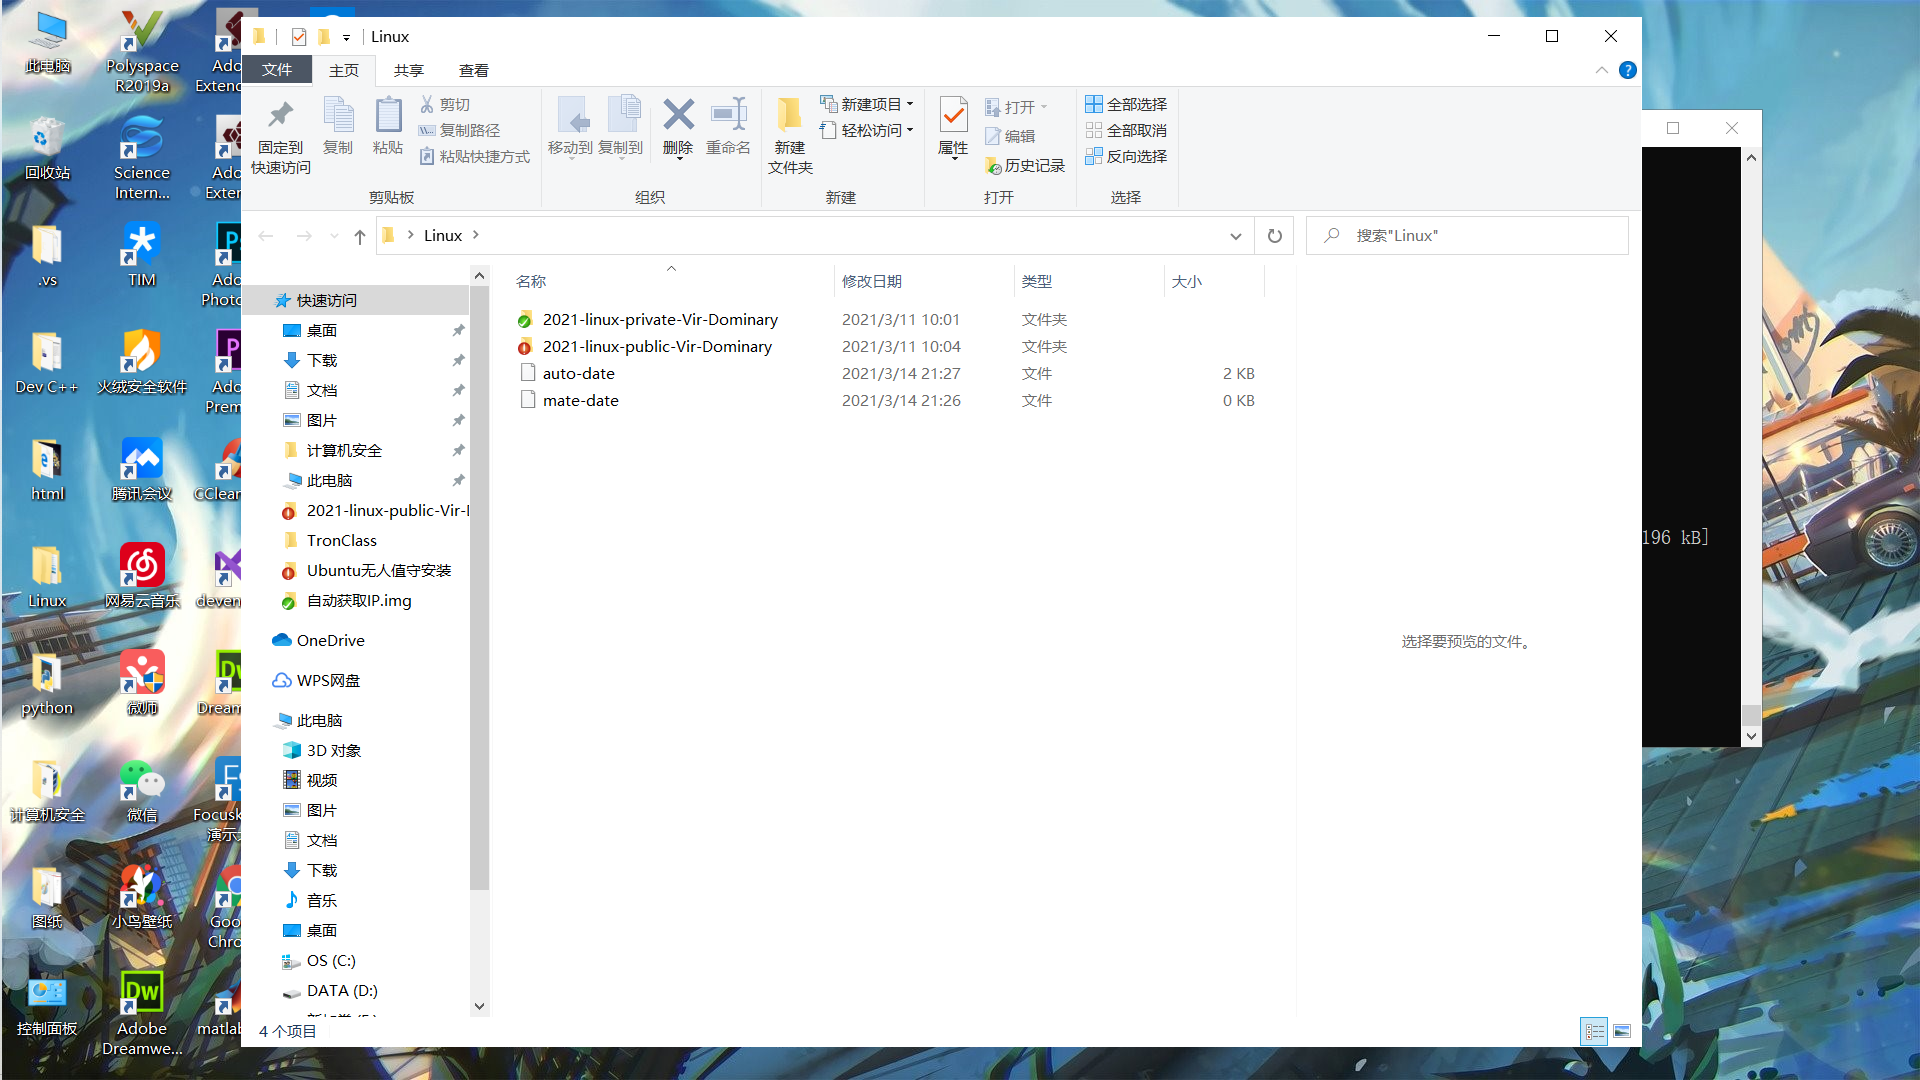 此电脑
Polyspace
R2019a
Ado
Extend
回收站
Science
Intern...
Ado
Exten
.vs
TIM
Ado
Photo
Dev C++
火绒安全软件
Ado
Prem
html
腾讯会议
CClean
Linux
网易云音乐
deven
python
微师
Dream
计算机安全
微信
Focusk
演示大
图纸
小鸟壁纸
Goo
Chro
控制面板
Adobe
Dreamwe...
matlab
Linux
文件
主页
共享
查看
固定到
快速访问
复制
粘贴
剪切
复制路径
粘贴快捷方式
剪贴板
移动到
复制到
删除
重命名
组织
新建
文件夹
新建项目
轻松访问
新建
属性
打开
编辑
历史记录
打开
全部选择
全部取消
反向选择
选择
Linux
搜索"Linux"
快速访问
桌面
下载
文档
图片
计算机安全
此电脑
2021-linux-public-Vir-D
TronClass
Ubuntu无人值守安装
自动获取IP.img
OneDrive
WPS网盘
此电脑
3D 对象
视频
图片
文档
下载
音乐
桌面
OS (C:)
DATA (D:)
名称 修改日期 类型 大小
2021-linux-private-Vir-Dominary 2021/3/11 10:01 文件夹
2021-linux-public-Vir-Dominary 2021/3/11 10:04 文件夹
auto-date 2021/3/14 21:27 文件 2 KB
mate-date 2021/3/14 21:26 文件 0 KB
选择要预览的文件。
4 个项目
196 kB]